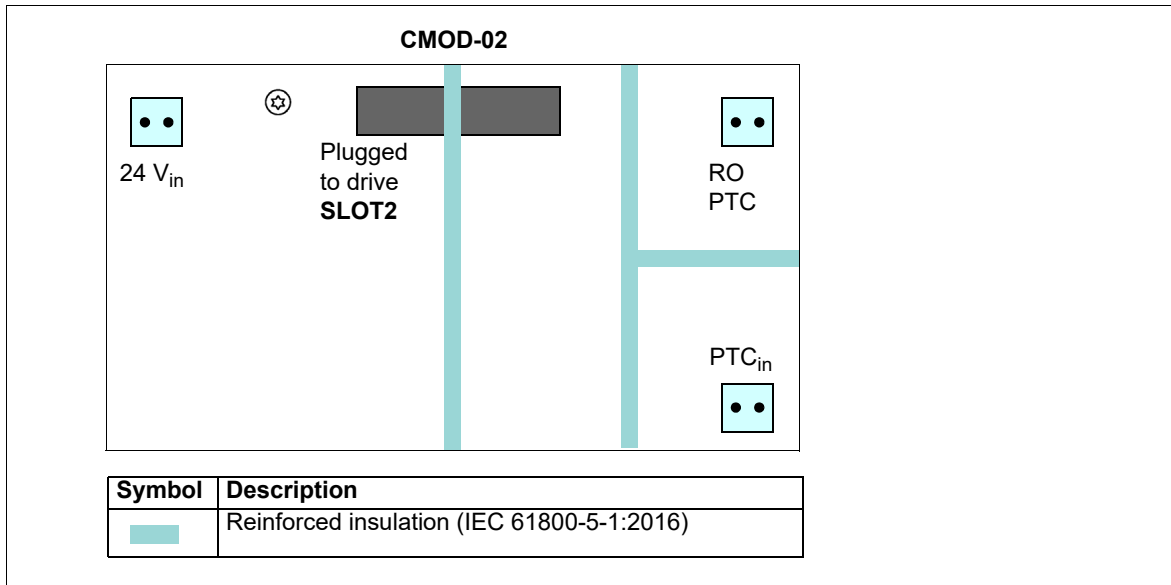 CMOD-02
24 Vin
Plugged
to drive
SLOT2
RO
PTC
PTCin
Symbol Description
Reinforced insulation (IEC 61800-5-1:2016)